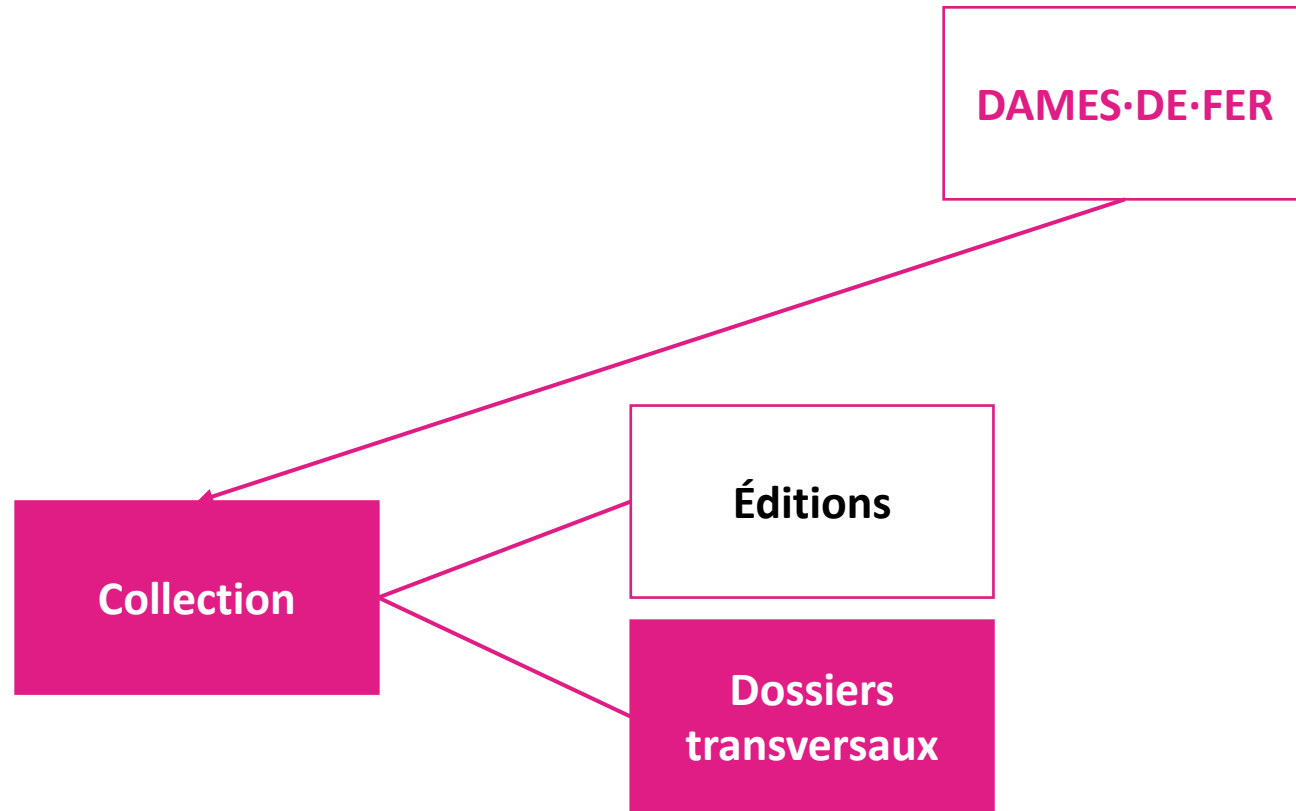 DAMES·DE·FER
Éditions
Collection
Dossiers
transversaux